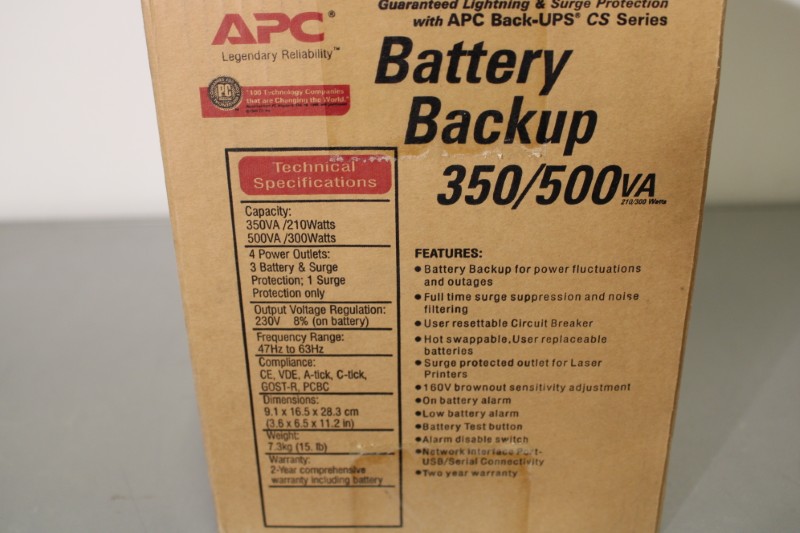 Guaranteed Lightning & Surge Protection
with APC Back-UPS® CS Series
APC®
Legendary Reliability™
Battery
Backup
350/500VA
210/300 Watts
PC
"100 Technology Companies
that are Changing the World."
Technical
Specifications
Capacity:
350VA /210Watts
500VA /300Watts
4 Power Outlets:
3 Battery & Surge
Protection; 1 Surge
Protection only
Output Voltage Regulation:
230V 8% (on battery)
Frequency Range:
47Hz to 63Hz
Compliance:
CE, VDE, A-tick, C-tick,
GOST-R, PCBC
Dimensions:
9.1 x 16.5 x 28.3 cm
(3.6 x 6.5 x 11.2 in)
Weight:
7.3kg (15. lb)
Warranty:
2-Year comprehensive
warranty including battery
FEATURES:
• Battery Backup for power fluctuations
and outages
• Full time surge suppression and noise
filtering
• User resettable Circuit Breaker
• Hot swappable,User replaceable
batteries
• Surge protected outlet for Laser
Printers
• 160V brownout sensitivity adjustment
• On battery alarm
• Low battery alarm
• Battery Test button
• Alarm disable switch
• Network Interface Port-
USB/Serial Connectivity
• Two year warranty